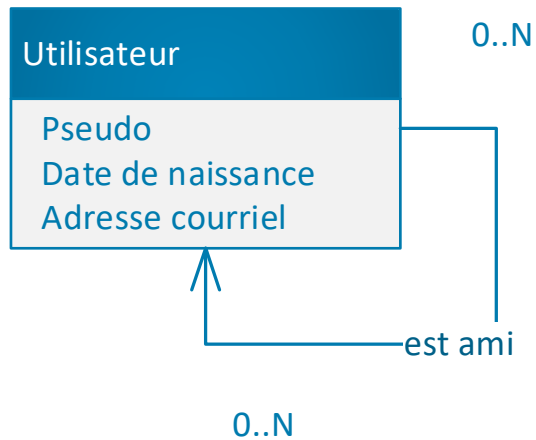 Utilisateur
0..N
Pseudo
Date de naissance
Adresse courriel
est ami
0..N